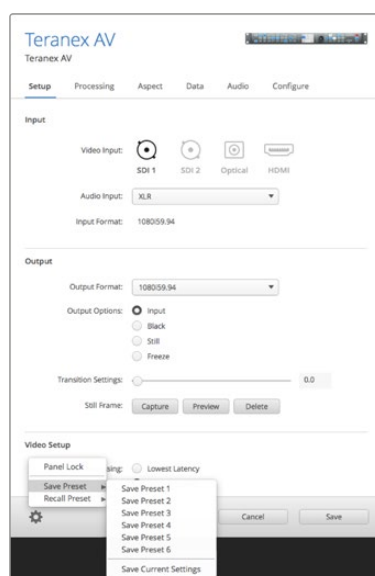 Teranex AV
Teranex AV
Setup Processing Aspect Data Audio Configure
Input
Video Input:
SDI 1 SDI 2 Optical HDMI
Audio Input: XLR
Input Format: 1080i59.94
Output
Output Format: 1080i59.94
Output Options: Input
Black
Still
Freeze
Transition Settings: 0.0
Still Frame: Capture Preview Delete
Video Setup
Panel Lock
sing: Lowest Latency
Save Preset
Recall Preset
Save Preset 1
Save Preset 2
Save Preset 3
Save Preset 4
Save Preset 5
Save Preset 6
Save Current Settings
Cancel Save